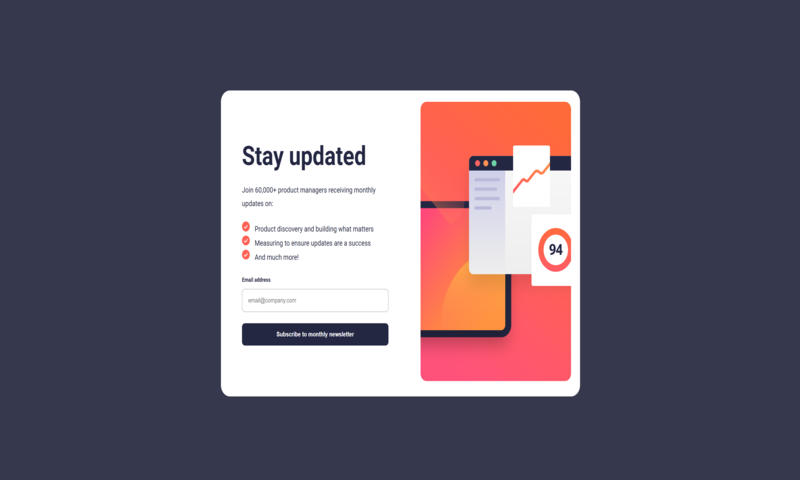 Stay updated
Join 60,000+ product managers receiving monthly
updates on:
Product discovery and building what matters
Measuring to ensure updates are a success
And much more!
Email address
email@company.com
Subscribe to monthly newsletter
94